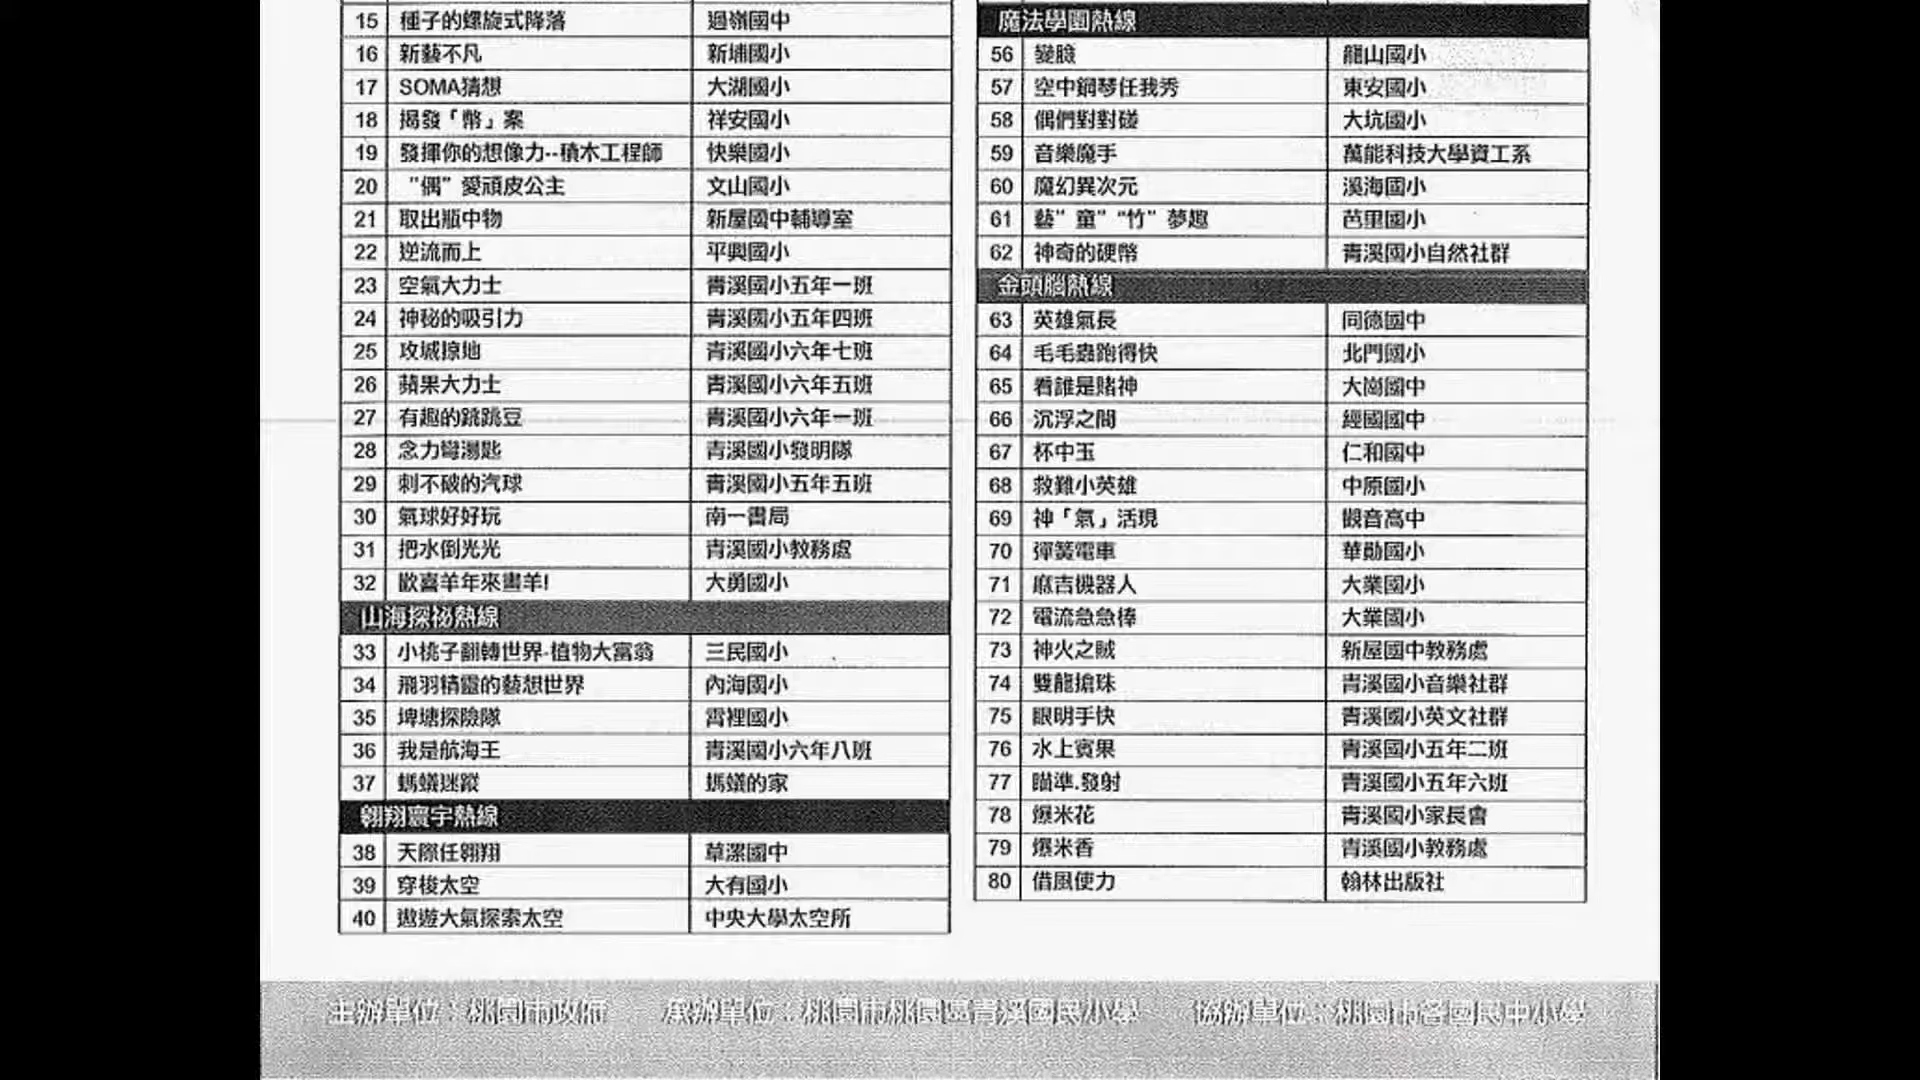 15 種子的螺旋式降落 過嶺國中
16 新藝不凡 新埔國小
17 SOMA猜想 大湖國小
18 揭發「幣」案 祥安國小
19 發揮你的想像力--積木工程師 快樂國小
20 "偶"愛頑皮公主 文山國小
21 取出瓶中物 新屋國中輔導室
22 逆流而上 平興國小
23 空氣大力士 青溪國小五年一班
24 神秘的吸引力 青溪國小五年四班
25 攻城掠地 青溪國小六年七班
26 蘋果大力士 青溪國小六年五班
27 有趣的跳跳豆 青溪國小六年一班
28 念力彎湯匙 青溪國小發明隊
29 刺不破的汽球 青溪國小五年五班
30 氣球好好玩 南一書局
31 把水倒光光 青溪國小教務處
32 歡喜羊年來畫羊! 大勇國小
山海探祕熱線
33 小桃子翻轉世界-植物大富翁 三民國小
34 飛羽精靈的藝想世界 內海國小
35 埤塘探險隊 霄裡國小
36 我是航海王 青溪國小六年八班
37 螞蟻迷蹤 螞蟻的家
翱翔寰宇熱線
38 天際任翱翔 草漯國中
39 穿梭太空 大有國小
40 遨遊大氣探索太空 中央大學太空所
魔法學園熱線
56 變臉 龍山國小
57 空中鋼琴任我秀 東安國小
58 偶們對對碰 大坑國小
59 音樂魔手 萬能科技大學資工系
60 魔幻異次元 溪海國小
61 藝"童""竹"夢趣 芭里國小
62 神奇的硬幣 青溪國小自然社群
金頭腦熱線
63 英雄氣長 同德國中
64 毛毛蟲跑得快 北門國小
65 看誰是賭神 大崗國中
66 沉浮之間 經國國中
67 杯中玉 仁和國中
68 救難小英雄 中原國小
69 神「氣」活現 觀音高中
70 彈簧電車 華勛國小
71 麻吉機器人 大業國小
72 電流急急棒 大業國小
73 神火之賊 新屋國中教務處
74 雙龍搶珠 青溪國小音樂社群
75 眼明手快 青溪國小英文社群
76 水上賓果 青溪國小五年二班
77 瞄準.發射 青溪國小五年六班
78 爆米花 青溪國小家長會
79 爆米香 青溪國小教務處
80 借風使力 翰林出版社
主辦單位：桃園市政府 承辦單位：桃園市桃園區青溪國民小學 協辦單位：桃園市各國民中小學